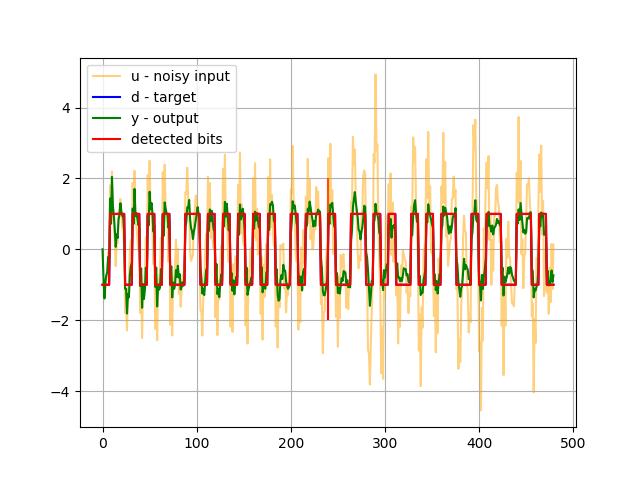 u - noisy input
d - target
y - output
detected bits
4
2
0
−2
−4
0
100
200
300
400
500